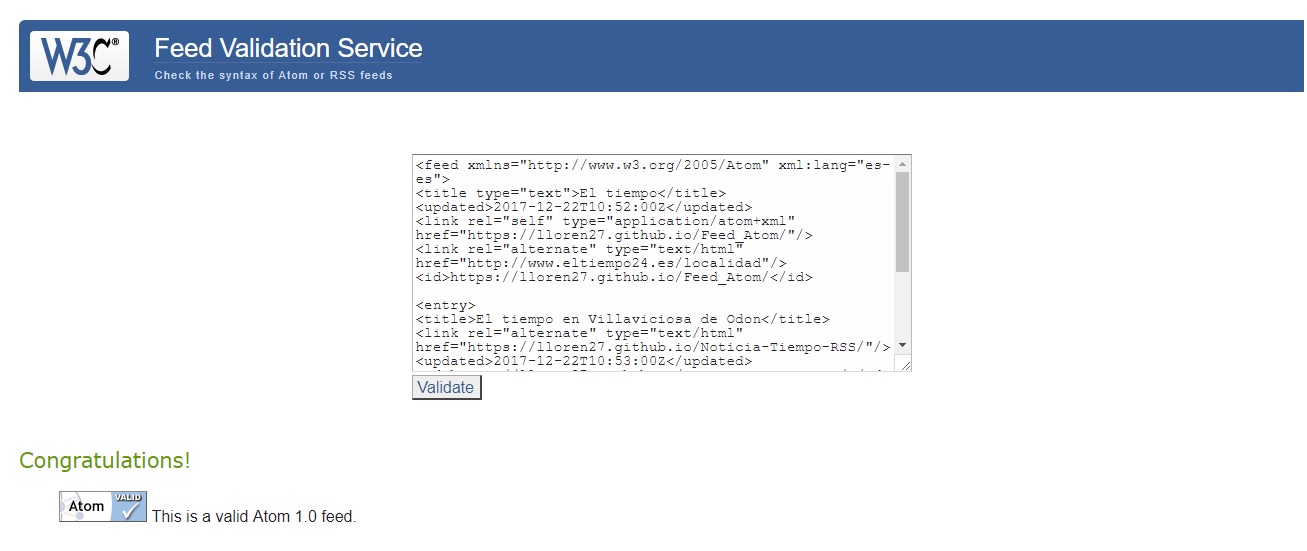 W3C®
Feed Validation Service
Check the syntax of Atom or RSS feeds
<feed xmlns="http://www.w3.org/2005/Atom" xml:lang="es-
es">
<title type="text">El tiempo</title>
<updated>2017-12-22T10:52:00Z</updated>
<link rel="self" type="application/atom+xml"
href="https://lloren27.github.io/Feed_Atom/"/>
<link rel="alternate" type="text/html"
href="http://www.eltiempo24.es/localidad"/>
<id>https://lloren27.github.io/Feed_Atom/</id>
<entry>
<title>El tiempo en Villaviciosa de Odon</title>
<link rel="alternate" type="text/html"
href="https://lloren27.github.io/Noticia-Tiempo-RSS/"/>
<updated>2017-12-22T10:53:00Z</updated>
Validate
Congratulations!
Atom VALID
This is a valid Atom 1.0 feed.